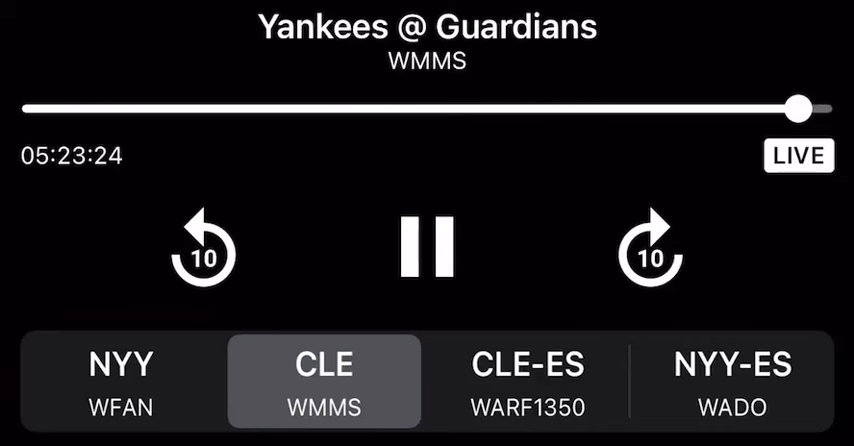 Yankees @ Guardians
WMMS
05:23:24
LIVE
10
10
NYY
WFAN
CLE
WMMS
CLE-ES
WARF1350
NYY-ES
WADO